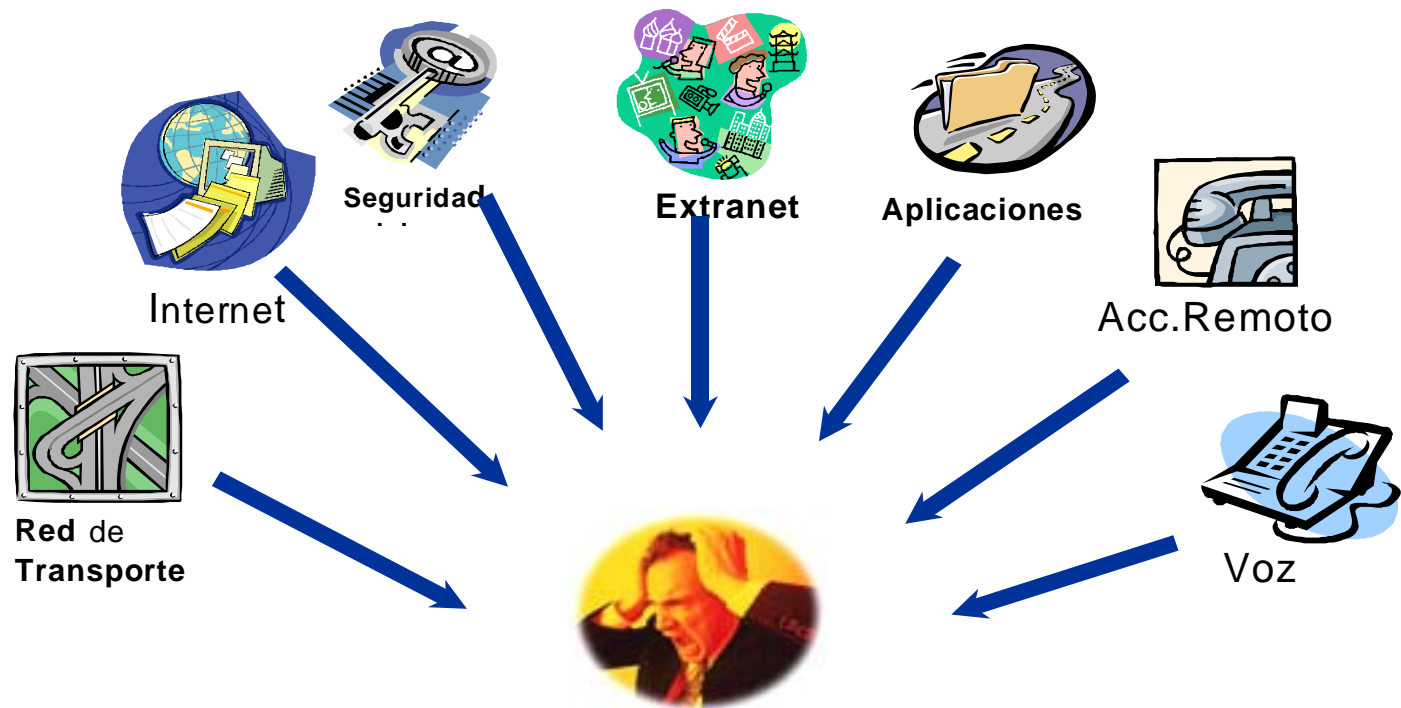 Seguridad
Extranet
Aplicaciones
Internet
Acc.Remoto
Red de
Transporte
Voz
@